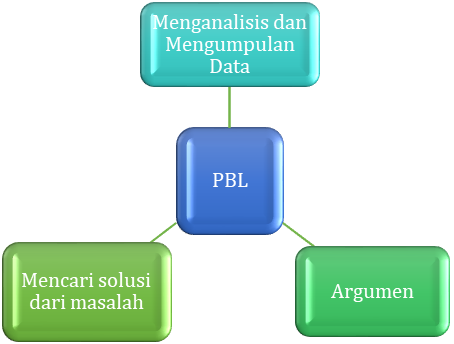 Menganalisis dan
Mengumpulan
Data
PBL
Mencari solusi
dari masalah
Argumen